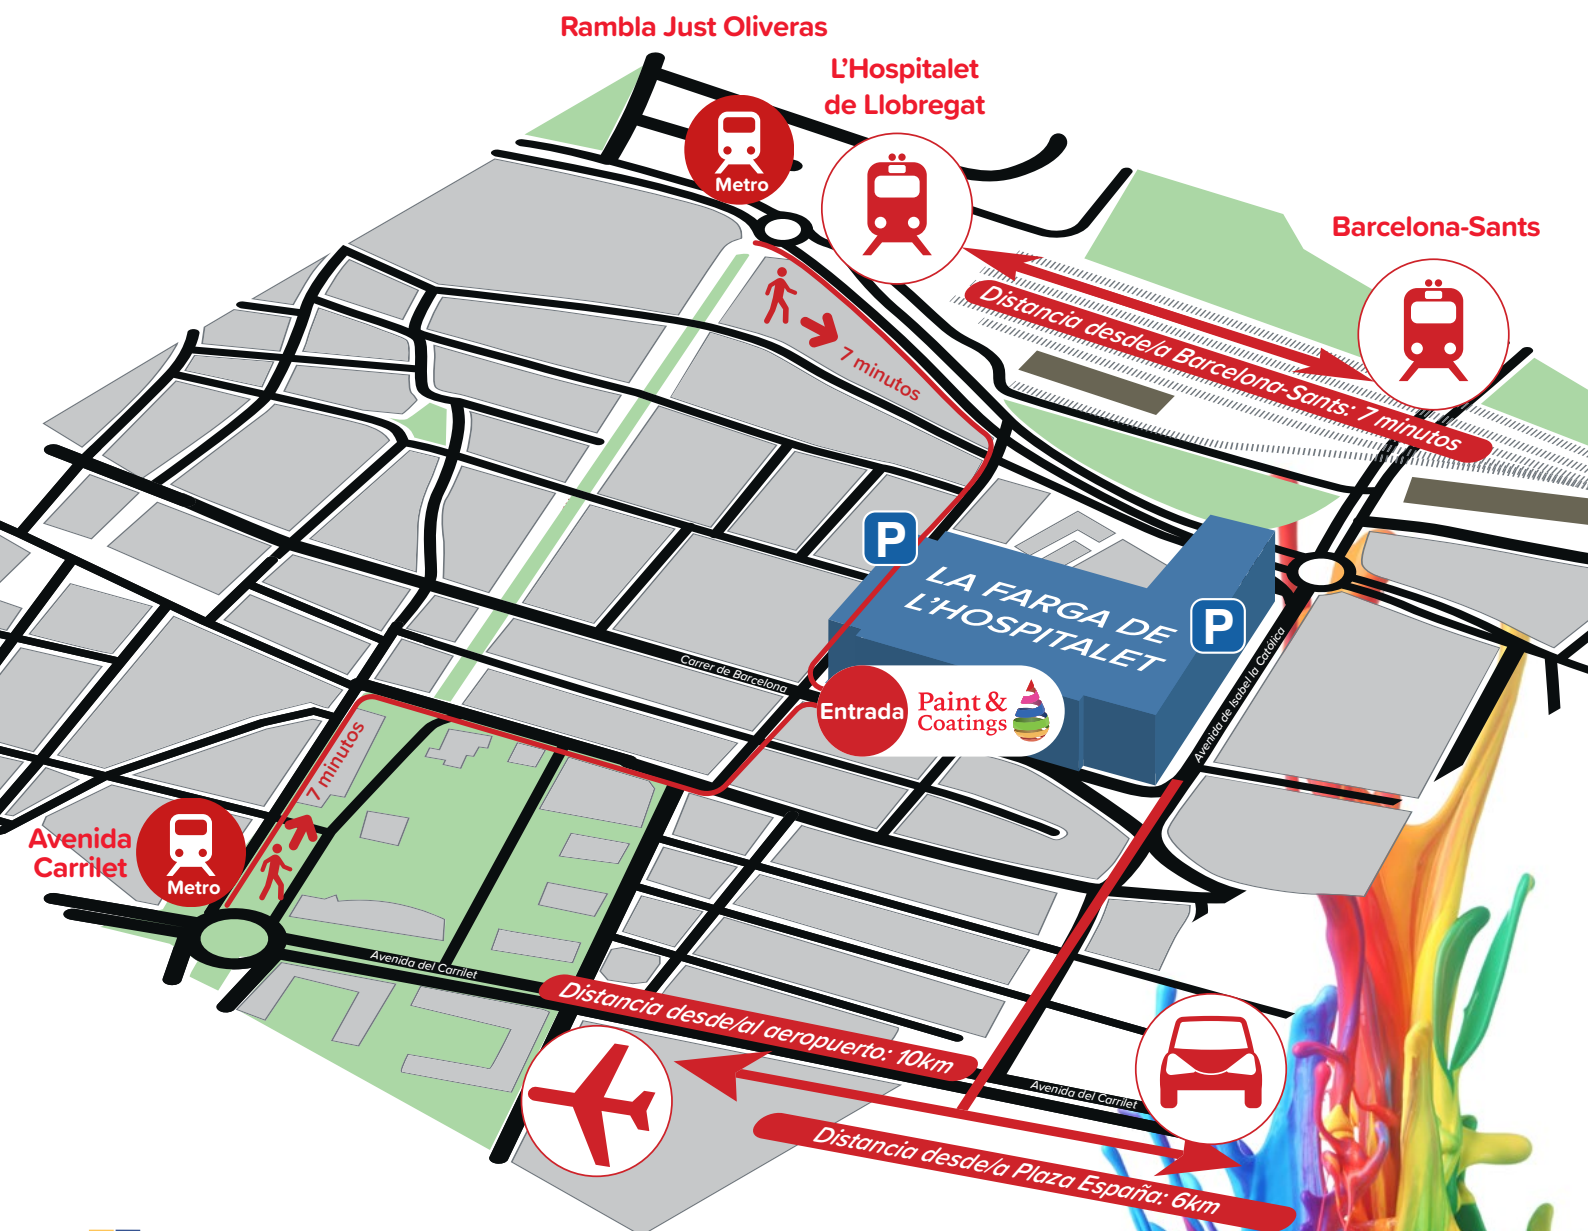 Rambla Just Oliveras
L'Hospitalet
de Llobregat
Metro
Barcelona-Sants
Distancia desde/a Barcelona-Sants: 7 minutos
7 minutos
P
LA FARGA DE
L'HOSPITALET
P
Carrer de Barcelona
Avenida de Isabel la Católica
Entrada
Paint &
Coatings
7 minutos
Avenida
Carrilet
Metro
Avenida del Carrilet
Distancia desde/al aeropuerto: 10km
Avenida del Carrilet
Distancia desde/a Plaza España: 6km